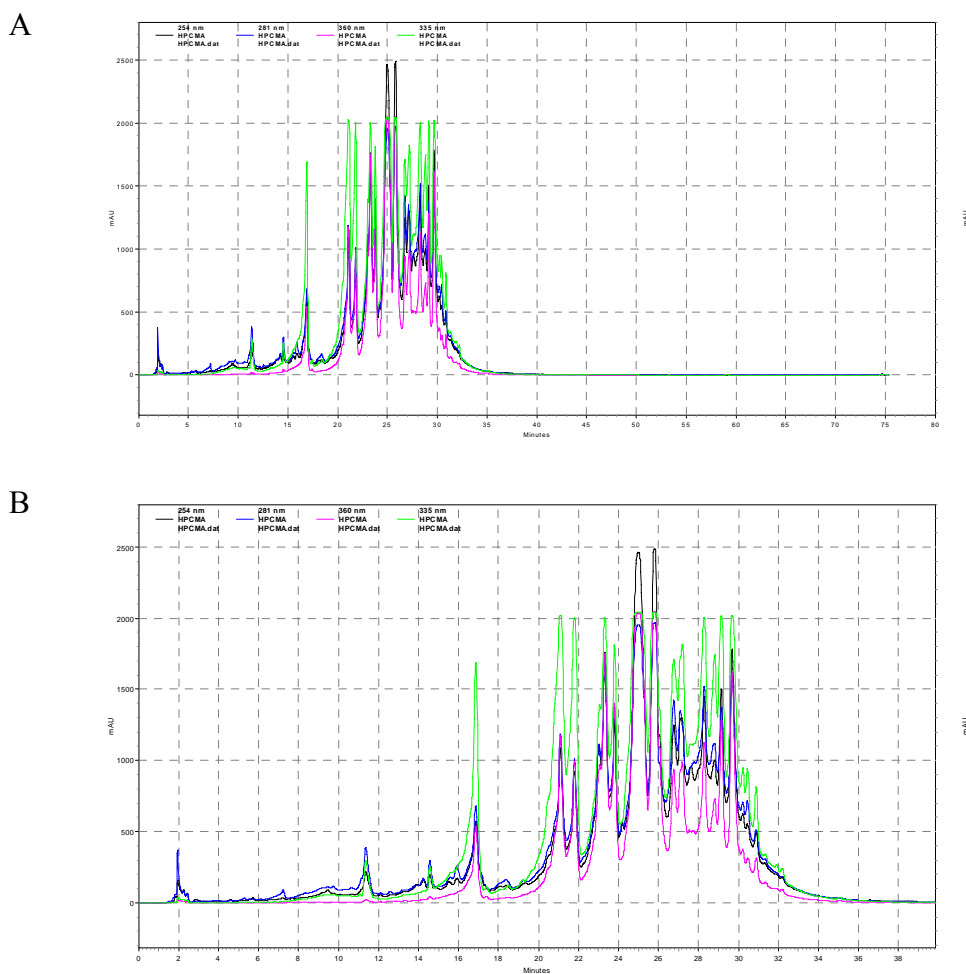 A
254 nm 281 nm 360 nm 335 nm
HPCMA HPCMA HPCMA HPCMA
HPCMA.dat HPCMA.dat HPCMA.dat HPCMA.dat
2500
2000
1500
1000
500
0
mAU
mAU
0 5 10 15 20 25 30 35 40 45 50 55 60 65 70 75 80
Minutes
B
254 nm 281 nm 360 nm 335 nm
HPCMA HPCMA HPCMA HPCMA
HPCMA.dat HPCMA.dat HPCMA.dat HPCMA.dat
2500
2000
1500
1000
500
0
mAU
mAU
0 2 4 6 8 10 12 14 16 18 20 22 24 26 28 30 32 34 36 38
Minutes